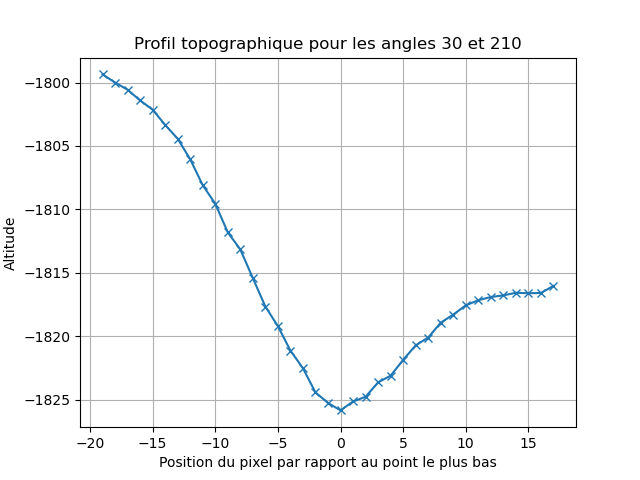 Profil topographique pour les angles 30 et 210
−1800
−1805
−1810
−1815
−1820
−1825
Altitude
−20 −15 −10 −5 0 5 10 15
Position du pixel par rapport au point le plus bas